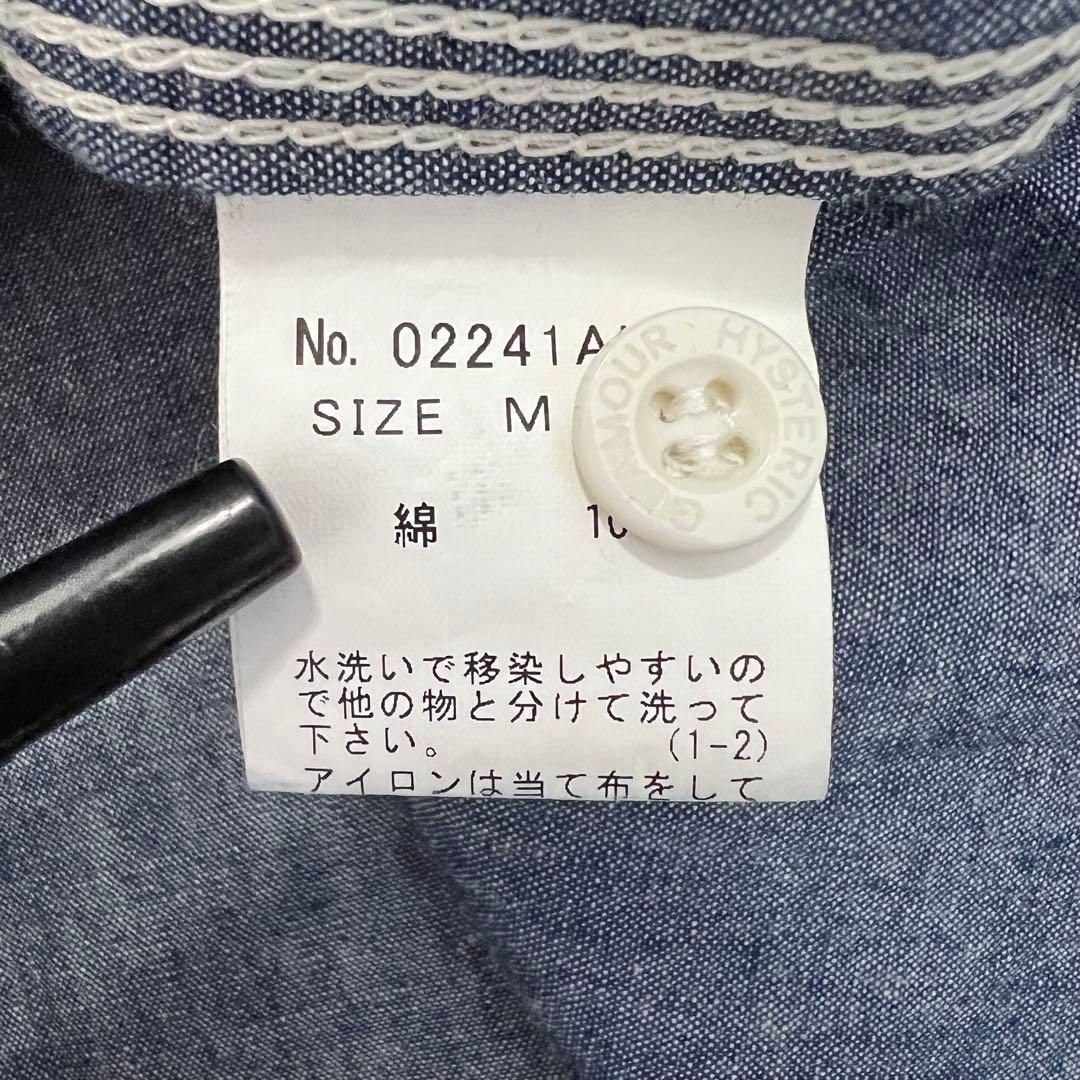 No. 02241A
SIZE M
綿 10
水洗いで移染しやすいの
で他の物と分けて洗って
下さい。 (1-2)
アイロンは当て布をして
HYSTERIC
GLAMOUR